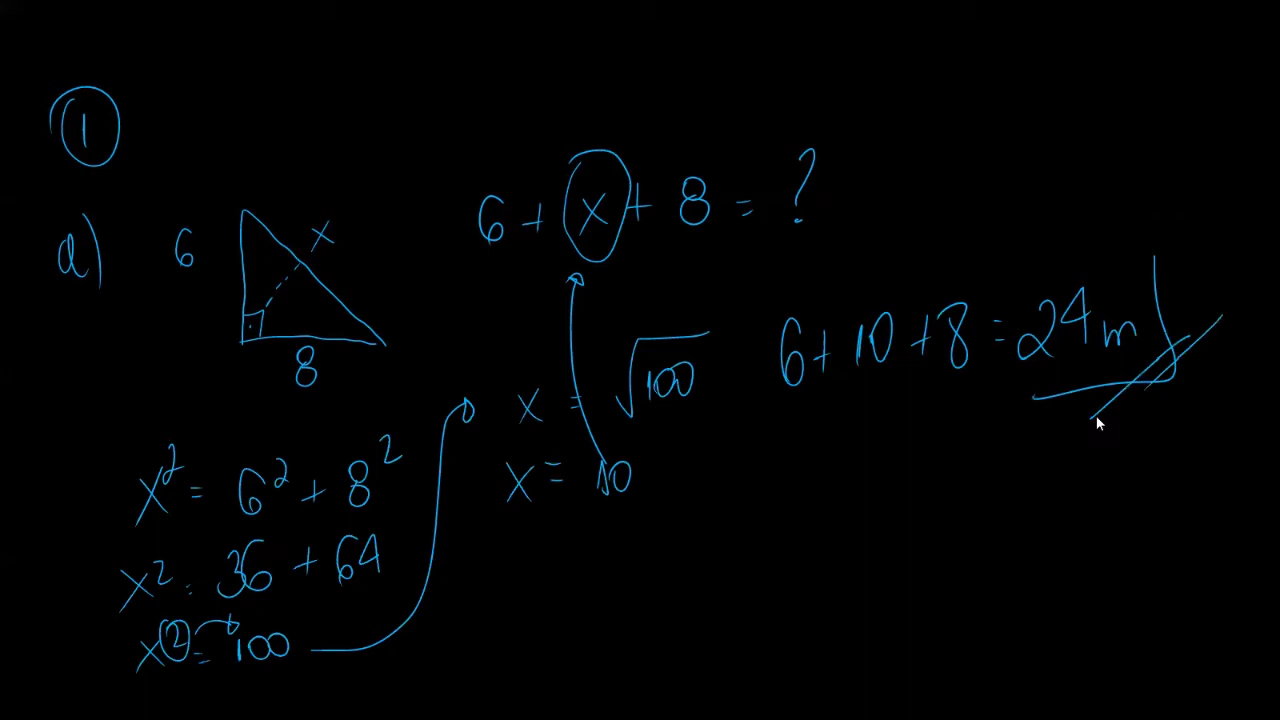 1
a)
6
x
8
6 + x + 8 = ?
x² = 6² + 8²
x² = 36 + 64
x² = 100
x = √100
x = 10
6 + 10 + 8 = 24 m